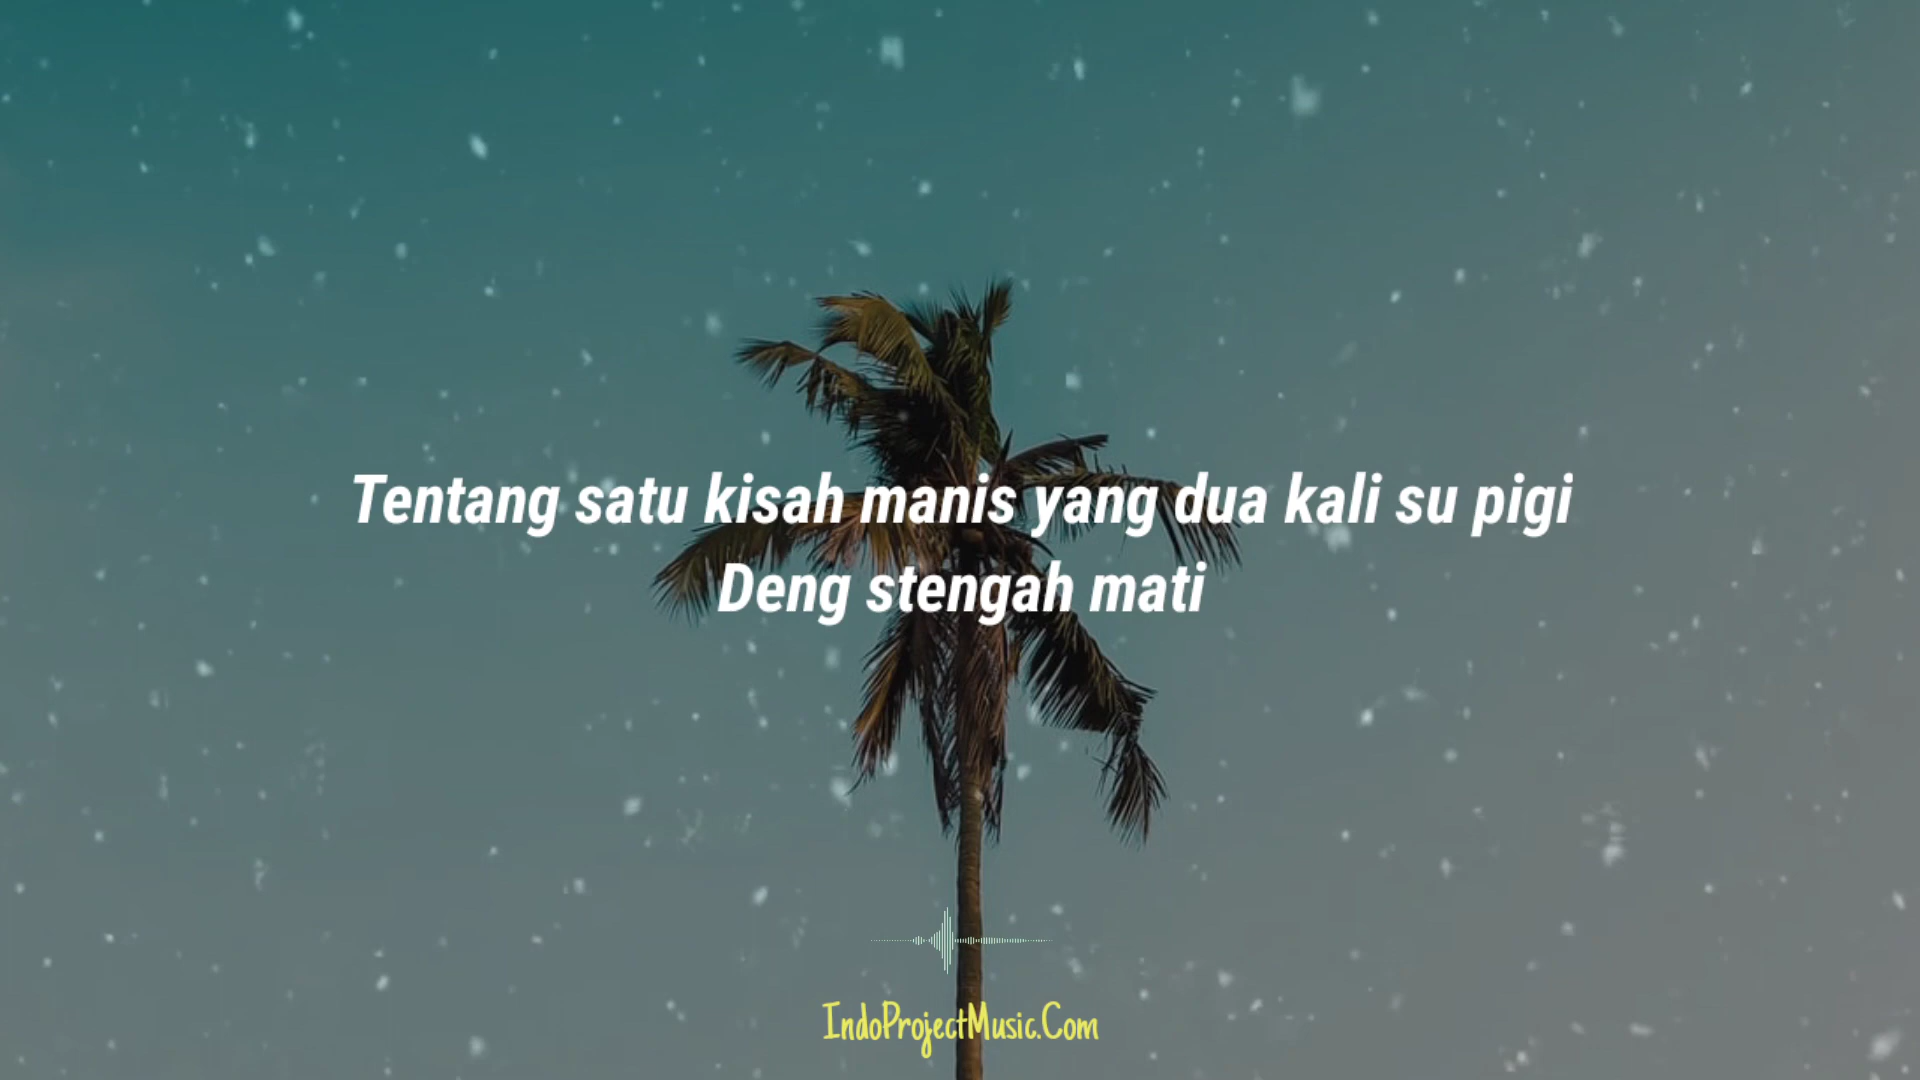 Tentang satu kisah manis yang dua kali su pigi
Deng stengah mati
IndoProjectMusic.Com